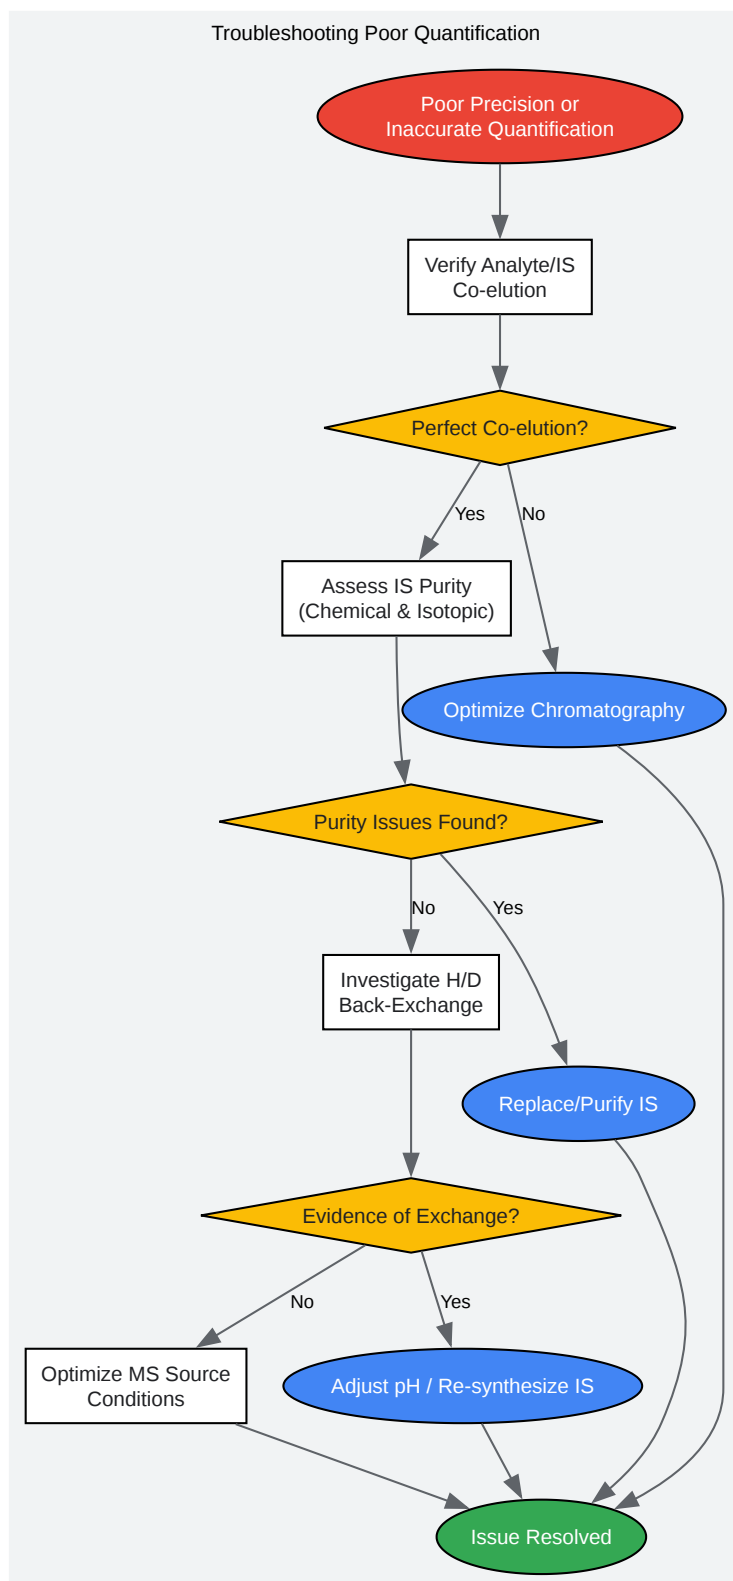 Troubleshooting Poor Quantification
Poor Precision or
Inaccurate Quantification
Verify Analyte/IS
Co-elution
Perfect Co-elution?
Yes
No
Assess IS Purity
(Chemical & Isotopic)
Optimize Chromatography
Purity Issues Found?
No
Yes
Investigate H/D
Back-Exchange
Replace/Purify IS
Evidence of Exchange?
No
Yes
Optimize MS Source
Conditions
Adjust pH / Re-synthesize IS
Issue Resolved